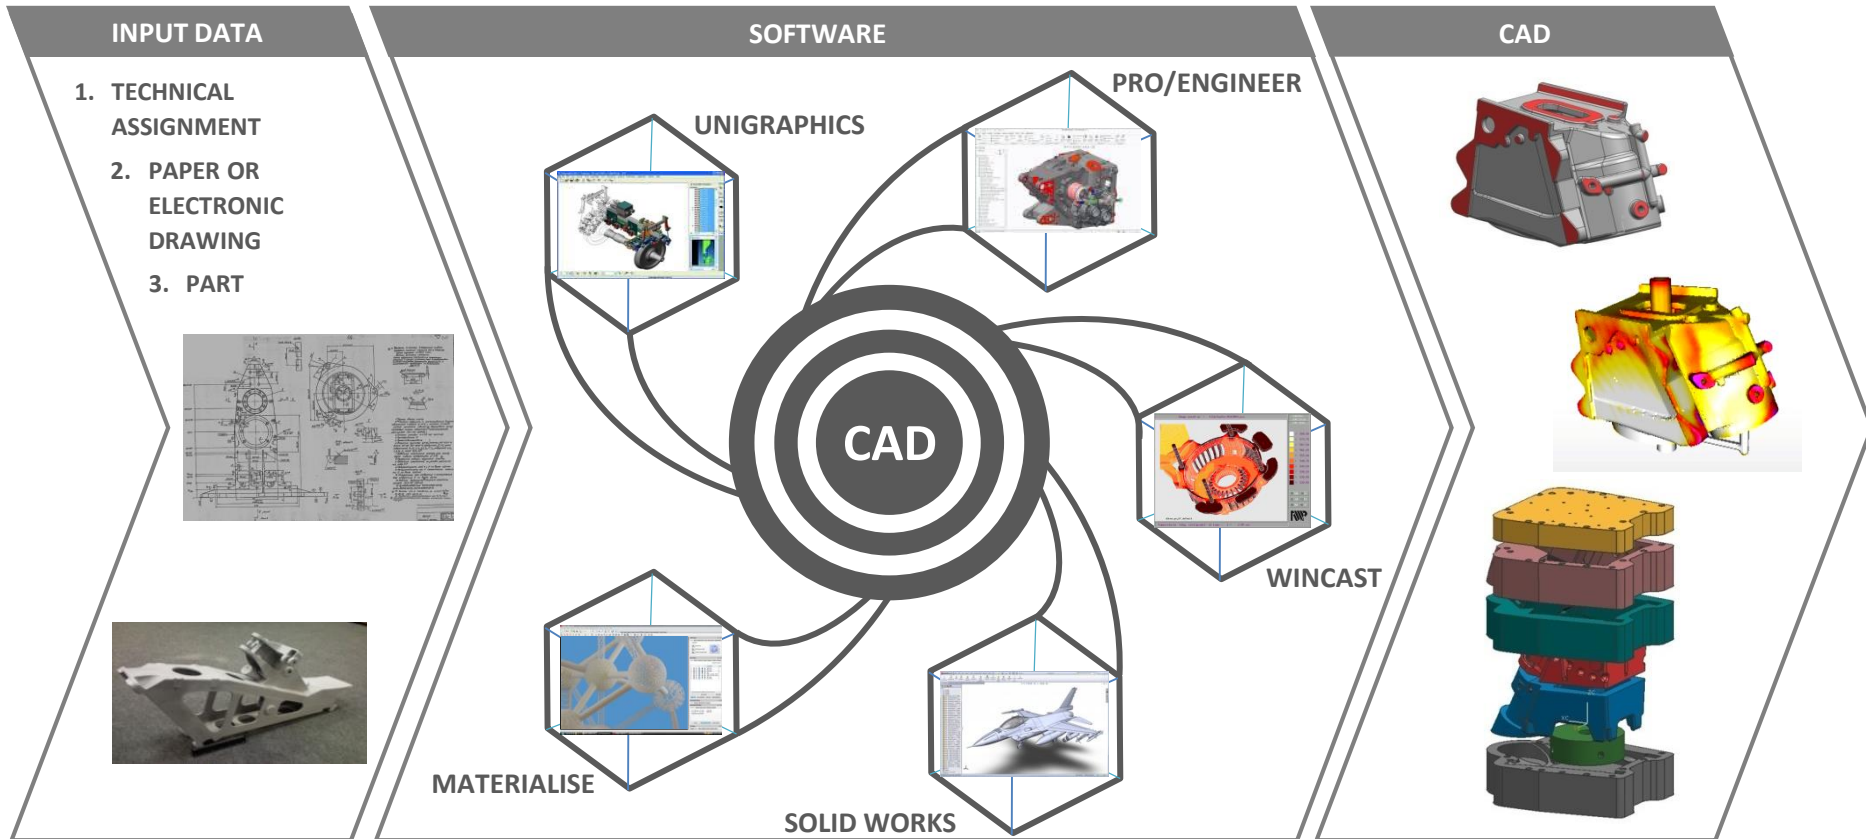 INPUT DATA
SOFTWARE
CAD
1. TECHNICAL
ASSIGNMENT
2. PAPER OR
ELECTRONIC
DRAWING
3. PART
UNIGRAPHICS
PRO/ENGINEER
CAD
WINCAST
MATERIALISE
SOLID WORKS